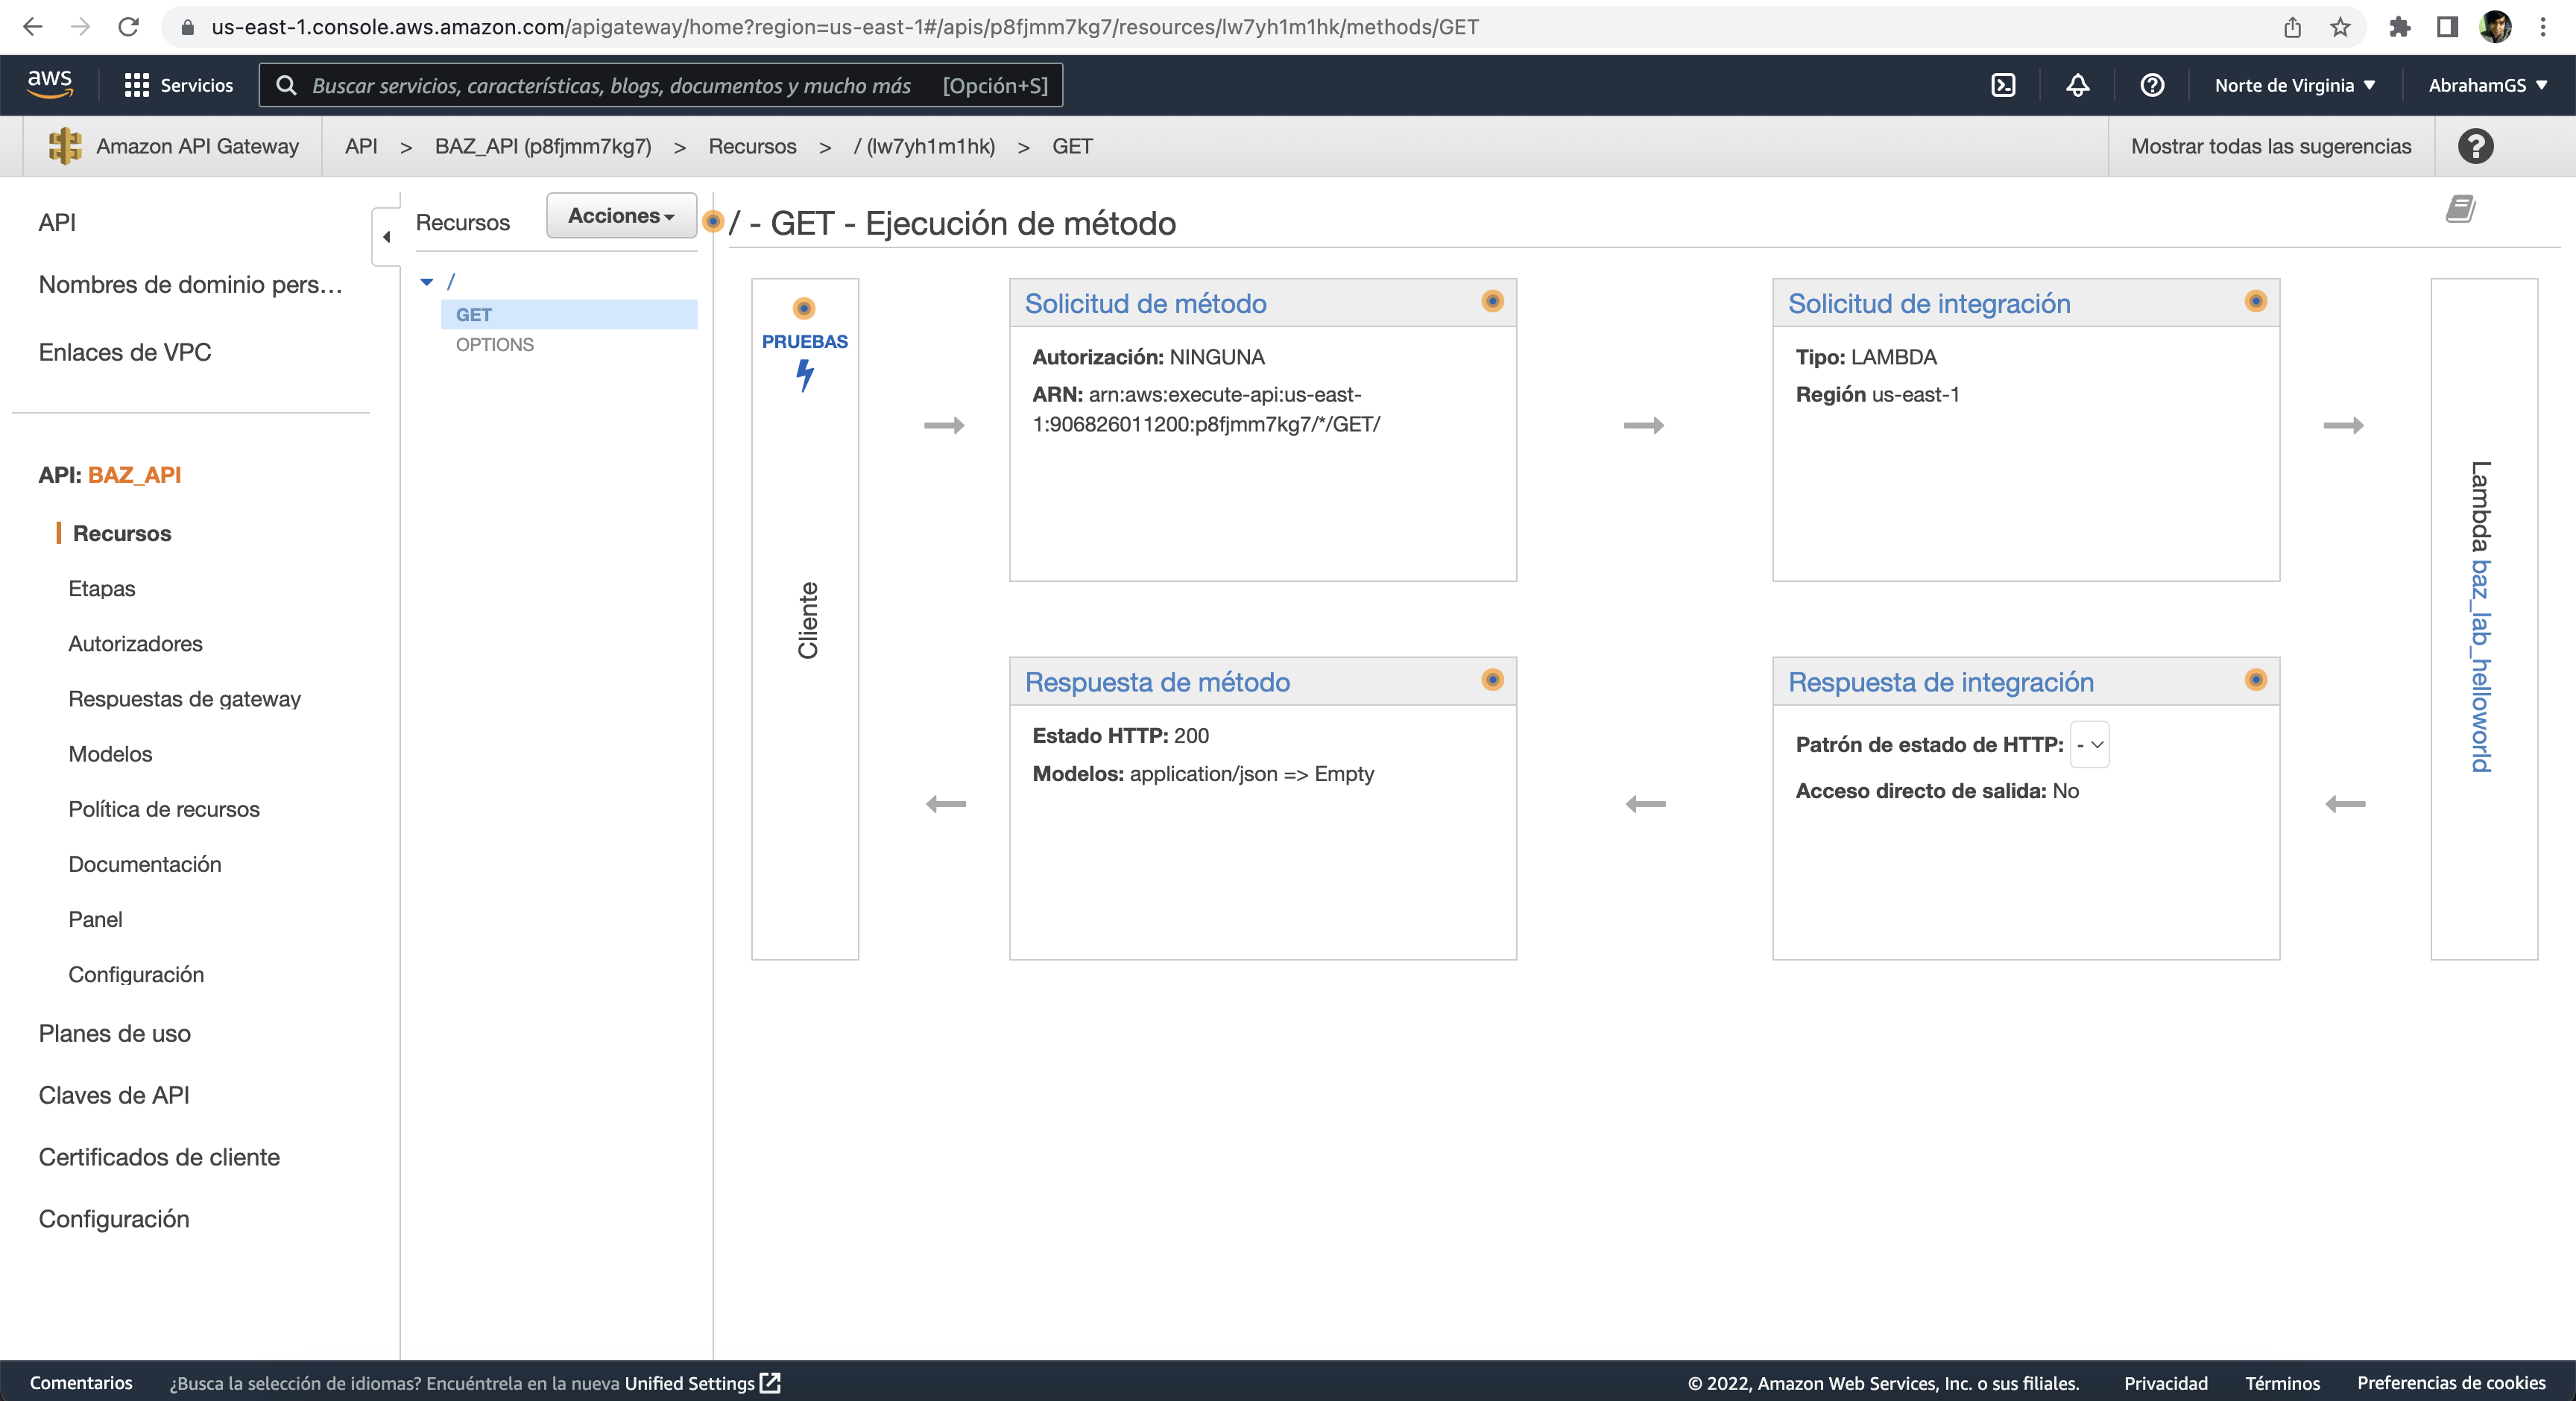 us-east-1.console.aws.amazon.com/apigateway/home?region=us-east-1#/apis/p8fjmm7kg7/resources/lw7yh1m1hk/methods/GET
aws
Servicios
Buscar servicios, características, blogs, documentos y mucho más
[Opción+S]
Norte de Virginia
AbrahamGS
Amazon API Gateway
API > BAZ_API (p8fjmm7kg7) > Recursos > / (lw7yh1m1hk) > GET
Mostrar todas las sugerencias
?
API
Nombres de dominio pers…
Enlaces de VPC
API: BAZ_API
Recursos
Etapas
Autorizadores
Respuestas de gateway
Modelos
Política de recursos
Documentación
Panel
Configuración
Planes de uso
Claves de API
Certificados de cliente
Configuración
Recursos
Acciones
/
GET
OPTIONS
/ - GET - Ejecución de método
PRUEBAS
Cliente
Solicitud de método
Autorización: NINGUNA
ARN: arn:aws:execute-api:us-east-
1:906826011200:p8fjmm7kg7/*/GET/
Solicitud de integración
Tipo: LAMBDA
Región us-east-1
Respuesta de método
Estado HTTP: 200
Modelos: application/json => Empty
Respuesta de integración
Patrón de estado de HTTP: -
Acceso directo de salida: No
Lambda baz_lab_helloworld
Comentarios
¿Busca la selección de idiomas? Encuéntrela en la nueva Unified Settings
© 2022, Amazon Web Services, Inc. o sus filiales.
Privacidad
Términos
Preferencias de cookies